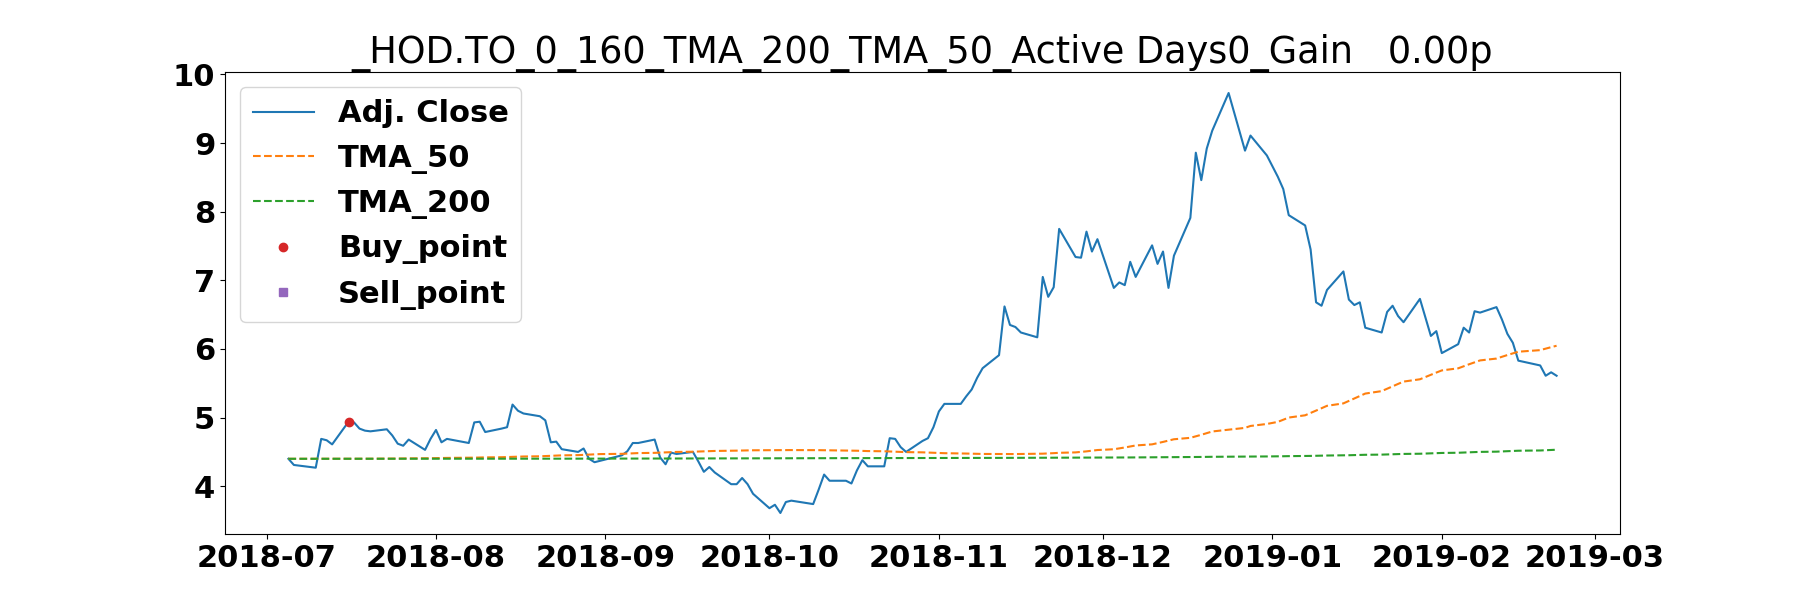 _HOD.TO_0_160_TMA_200_TMA_50_Active Days0_Gain   0.00p
10
9
8
7
6
5
4
Adj. Close
TMA_50
TMA_200
Buy_point
Sell_point
2018-07 2018-08 2018-09 2018-10 2018-11 2018-12 2019-01 2019-02 2019-03